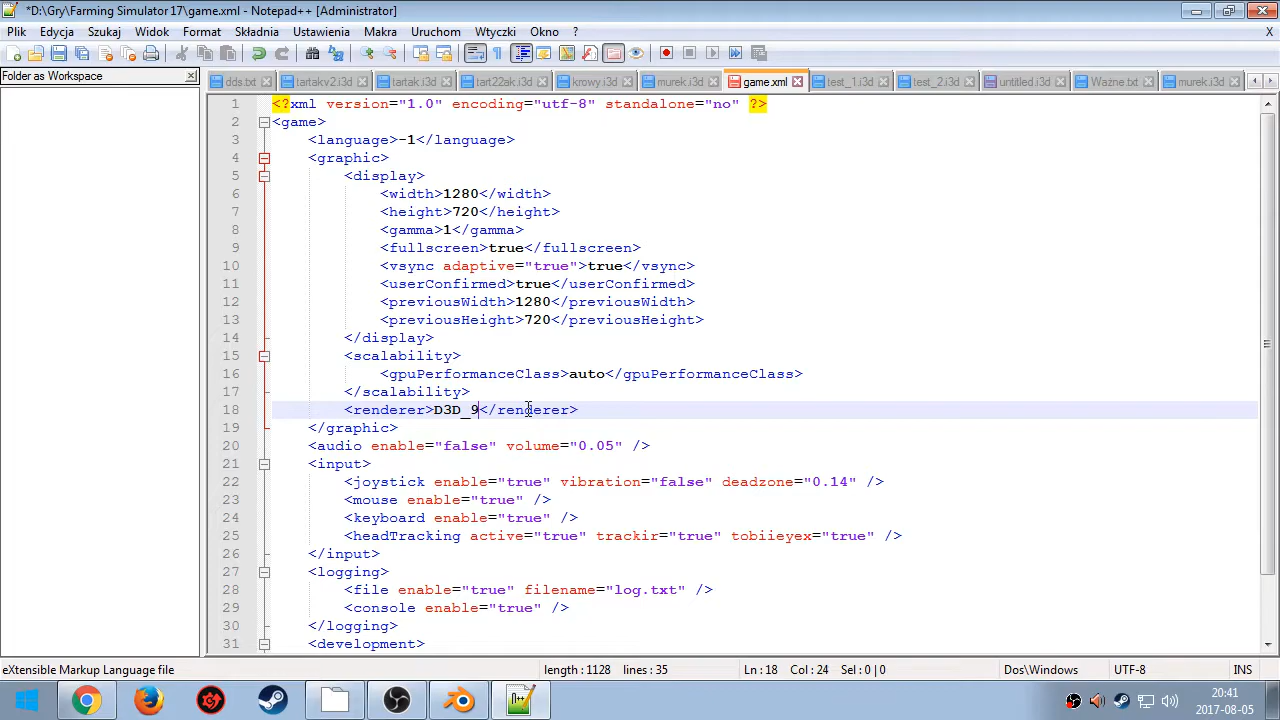 *D:\Gry\Farming Simulator 17\game.xml - Notepad++ [Administrator]
Plik Edycja Szukaj Widok Format Składnia Ustawienia Makra Uruchom Wtyczki Okno ? X
Folder as Workspace
dds.txt tartakv2.i3d tartak.i3d tart22ak.i3d krowy.i3d murek.i3d game.xml test_1.i3d test_2.i3d untitled.i3d Ważne.txt murek.i3d
1 <?xml version="1.0" encoding="utf-8" standalone="no" ?>
2 <game>
3 <language>-1</language>
4 <graphic>
5 <display>
6 <width>1280</width>
7 <height>720</height>
8 <gamma>1</gamma>
9 <fullscreen>true</fullscreen>
10 <vsync adaptive="true">true</vsync>
11 <userConfirmed>true</userConfirmed>
12 <previousWidth>1280</previousWidth>
13 <previousHeight>720</previousHeight>
14 </display>
15 <scalability>
16 <gpuPerformanceClass>auto</gpuPerformanceClass>
17 </scalability>
18 <renderer>D3D_9</renderer>
19 </graphic>
20 <audio enable="false" volume="0.05" />
21 <input>
22 <joystick enable="true" vibration="false" deadzone="0.14" />
23 <mouse enable="true" />
24 <keyboard enable="true" />
25 <headTracking active="true" trackir="true" tobiieyex="true" />
26 </input>
27 <logging>
28 <file enable="true" filename="log.txt" />
29 <console enable="true" />
30 </logging>
31 <development>
eXtensible Markup Language file length : 1128 lines : 35 Ln : 18 Col : 24 Sel : 0 | 0 Dos\Windows UTF-8 INS
20:41
2017-08-05